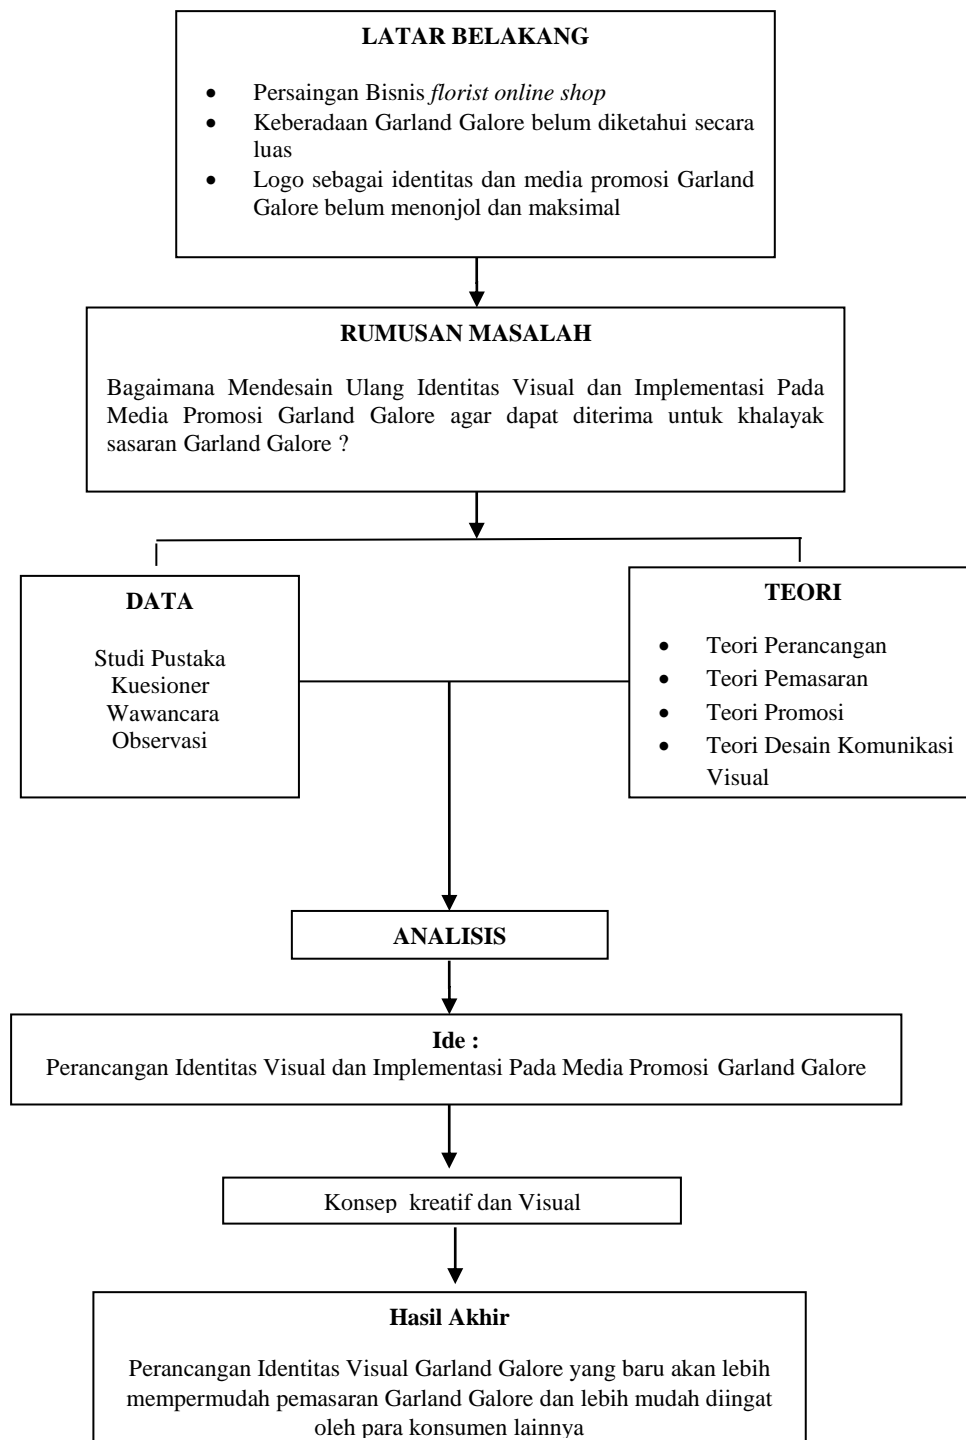 LATAR BELAKANG
• Persaingan Bisnis florist online shop
• Keberadaan Garland Galore belum diketahui secara
luas
• Logo sebagai identitas dan media promosi Garland
Galore belum menonjol dan maksimal
RUMUSAN MASALAH
Bagaimana Mendesain Ulang Identitas Visual dan Implementasi Pada
Media Promosi Garland Galore agar dapat diterima untuk khalayak
sasaran Garland Galore ?
DATA
Studi Pustaka
Kuesioner
Wawancara
Observasi
TEORI
• Teori Perancangan
• Teori Pemasaran
• Teori Promosi
• Teori Desain Komunikasi
Visual
ANALISIS
Ide :
Perancangan Identitas Visual dan Implementasi Pada Media Promosi Garland Galore
Konsep kreatif dan Visual
Hasil Akhir
Perancangan Identitas Visual Garland Galore yang baru akan lebih
mempermudah pemasaran Garland Galore dan lebih mudah diingat
oleh para konsumen lainnya